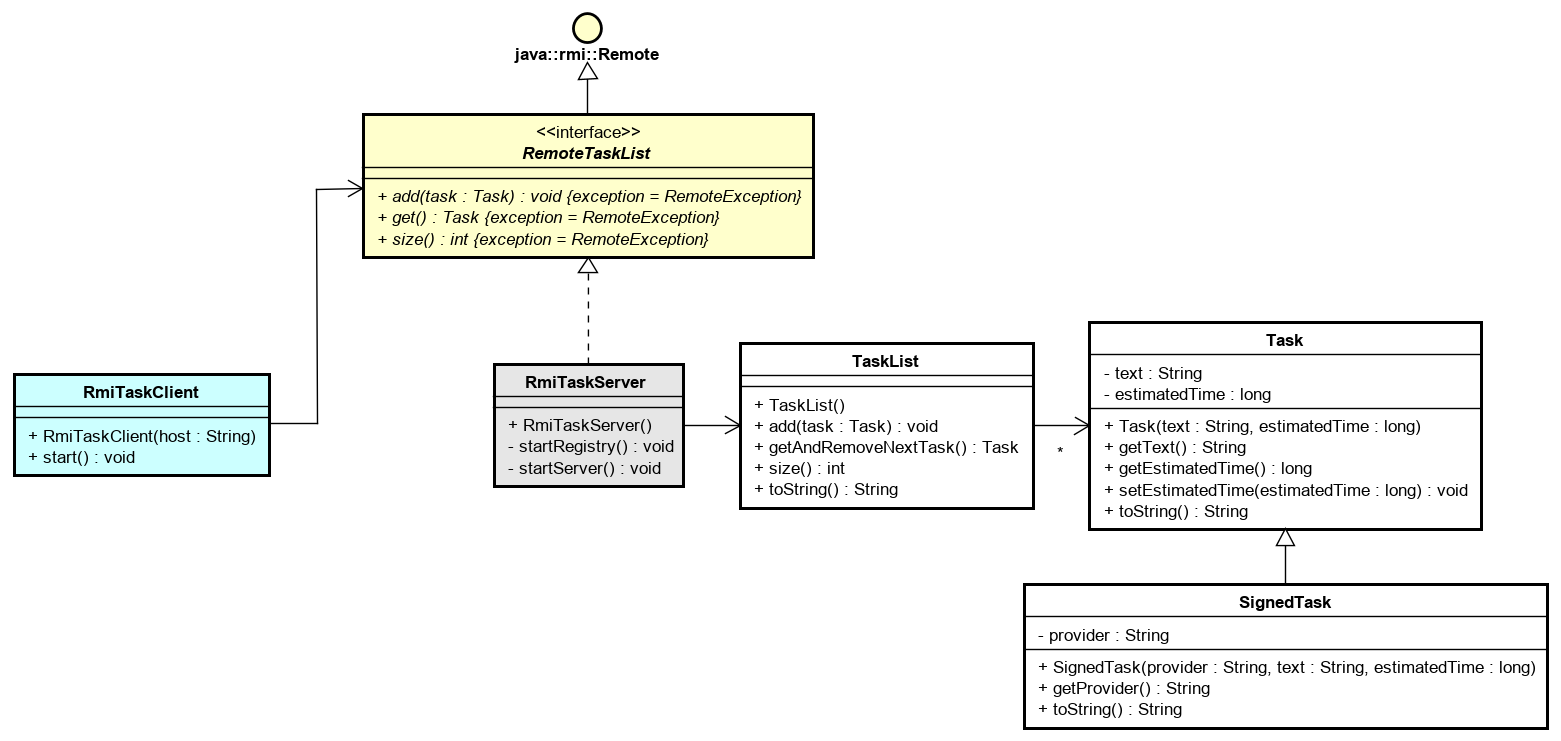 java::rmi::Remote
<<interface>>
RemoteTaskList
+ add(task : Task) : void {exception = RemoteException}
+ get() : Task {exception = RemoteException}
+ size() : int {exception = RemoteException}
RmiTaskClient
+ RmiTaskClient(host : String)
+ start() : void
RmiTaskServer
+ RmiTaskServer()
- startRegistry() : void
- startServer() : void
TaskList
+ TaskList()
+ add(task : Task) : void
+ getAndRemoveNextTask() : Task
+ size() : int
+ toString() : String
*
Task
- text : String
- estimatedTime : long
+ Task(text : String, estimatedTime : long)
+ getText() : String
+ getEstimatedTime() : long
+ setEstimatedTime(estimatedTime : long) : void
+ toString() : String
SignedTask
- provider : String
+ SignedTask(provider : String, text : String, estimatedTime : long)
+ getProvider() : String
+ toString() : String